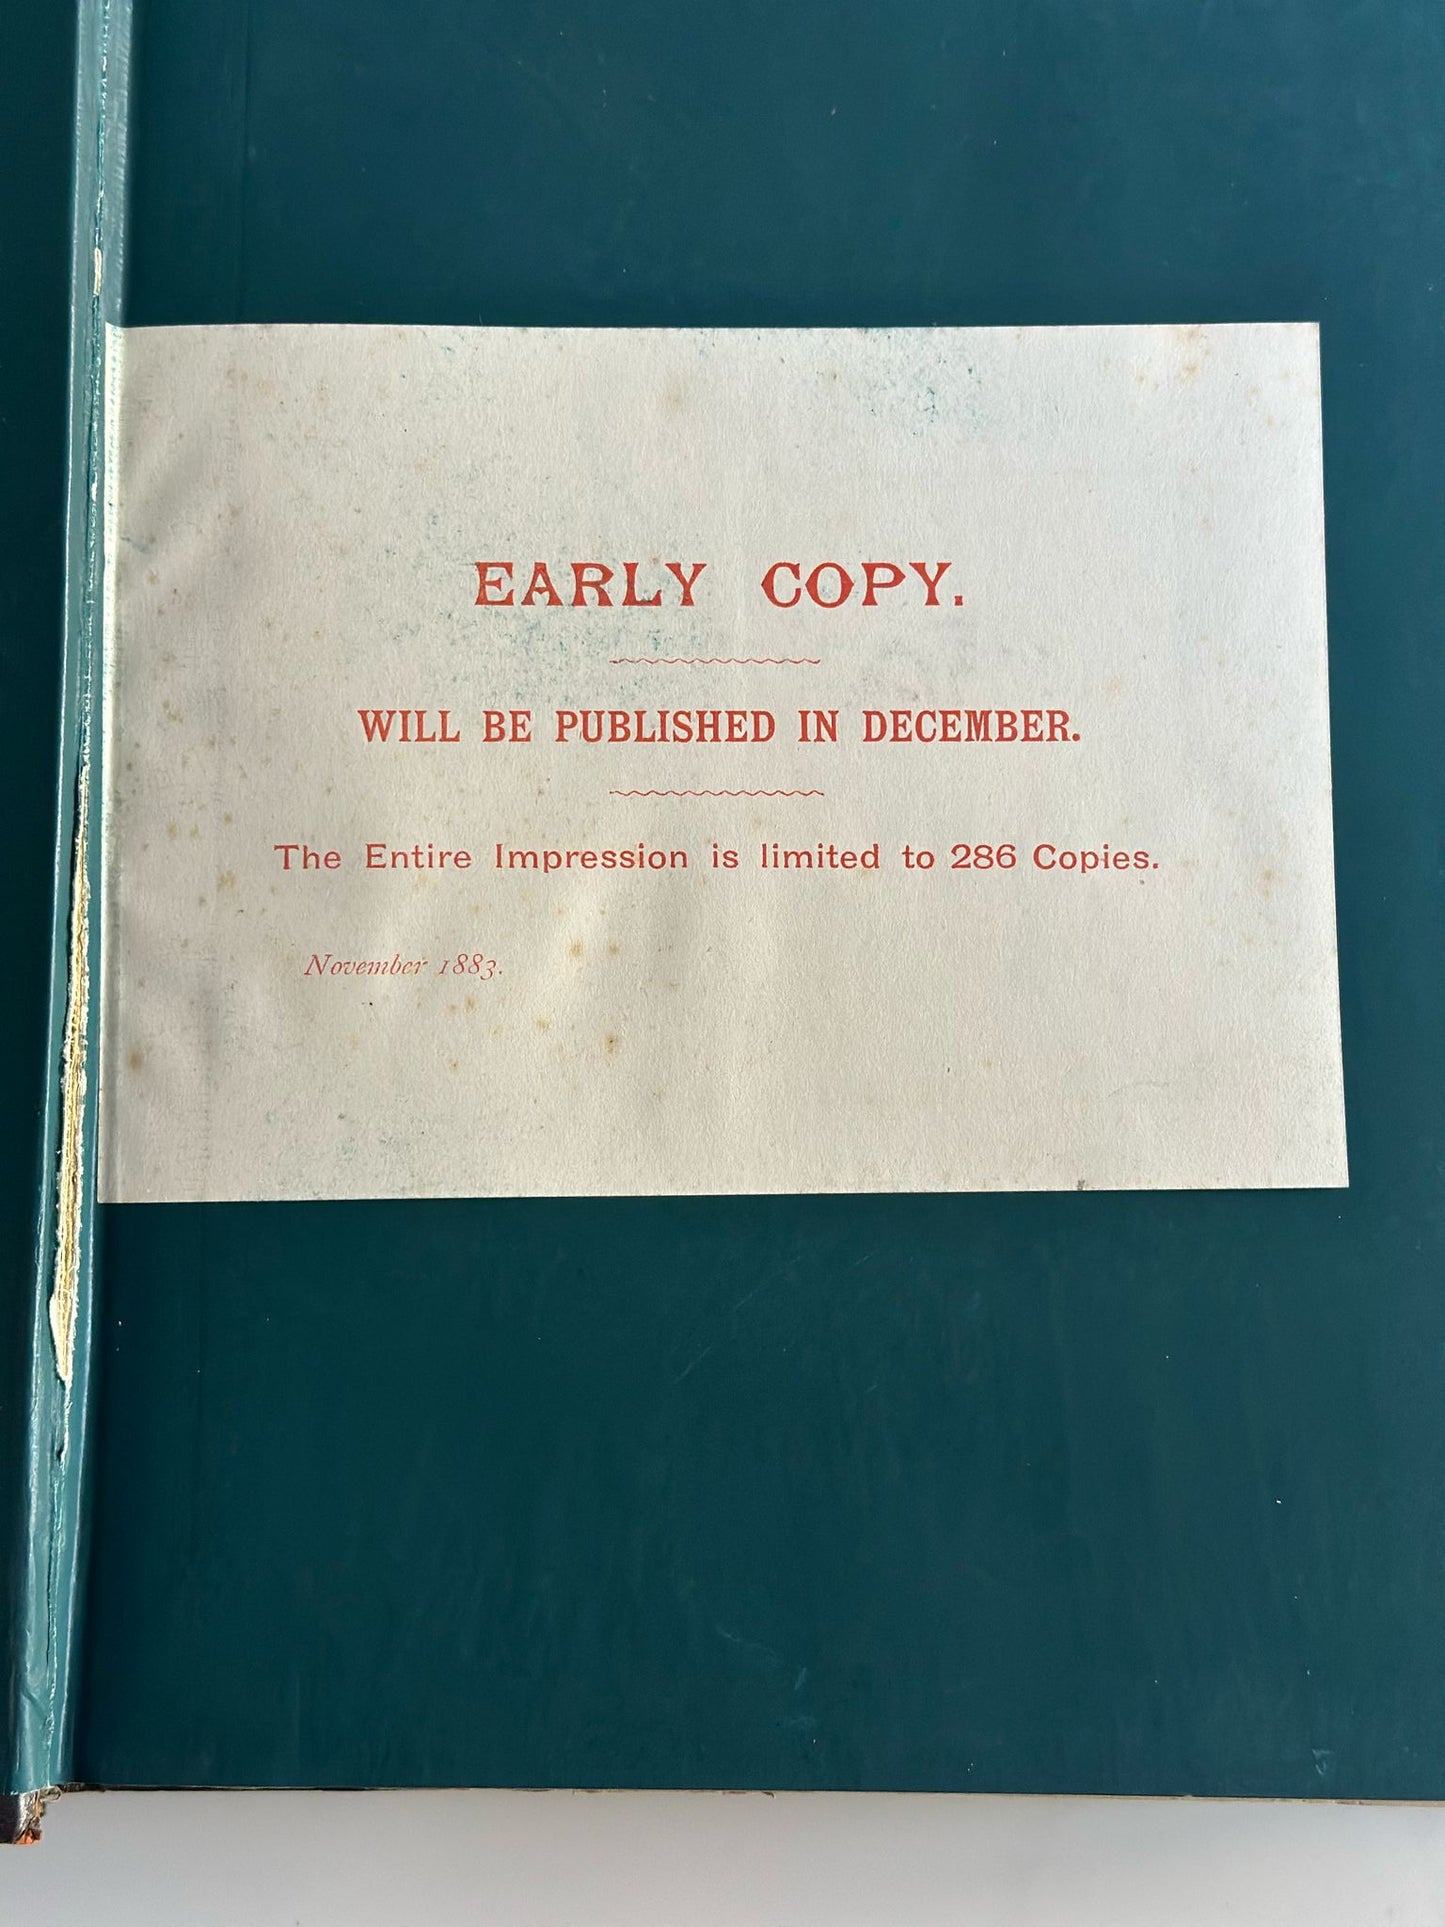 EARLY COPY.
WILL BE PUBLISHED IN DECEMBER.
The Entire Impression is limited to 286 Copies.
November 1883.